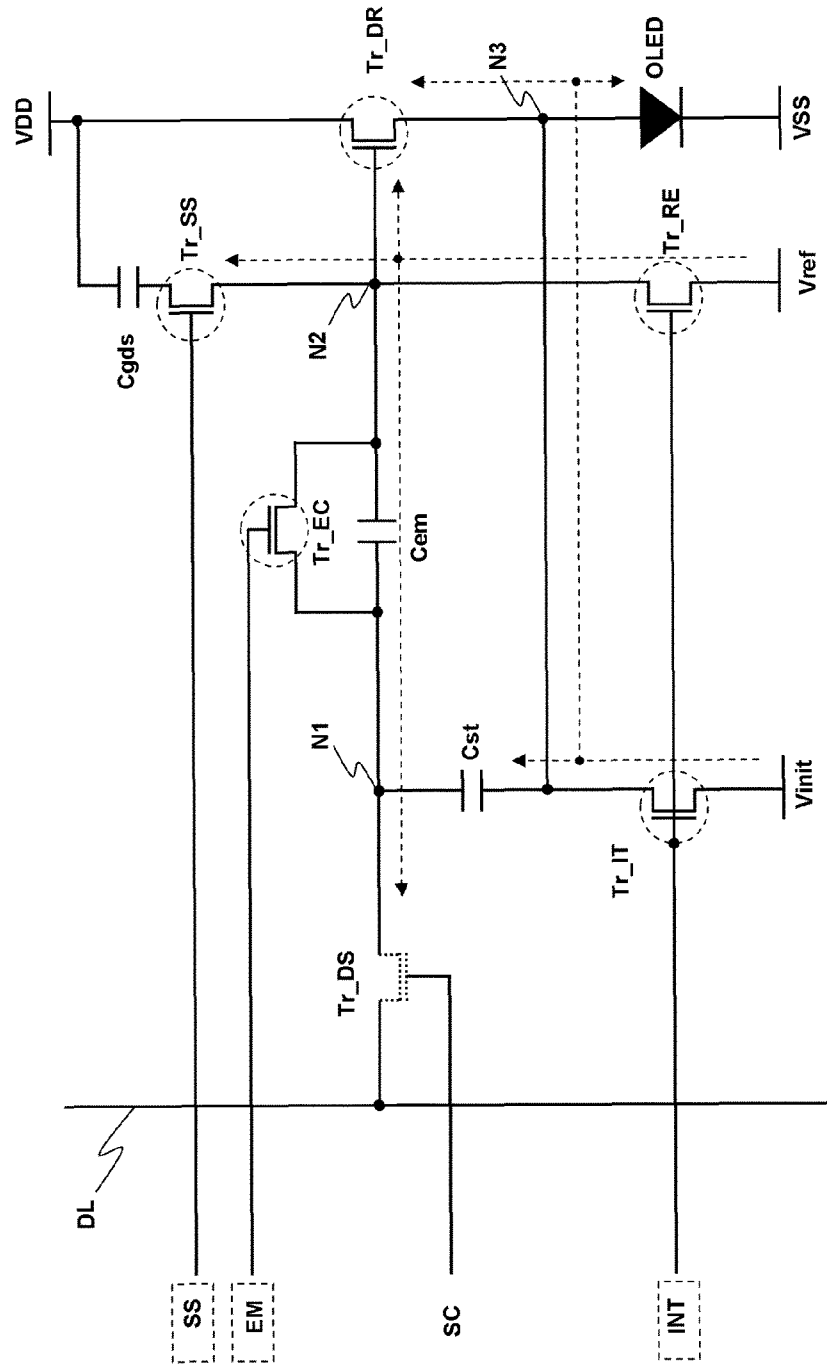 VDD
Tr_SS
Tr_DR
Cgds
N2
N3
OLED
VSS
Tr_RE
Vref
Tr_EC
Cem
N1
Cst
Tr_IT
Vinit
Tr_DS
DL
SS
EM
SC
INT